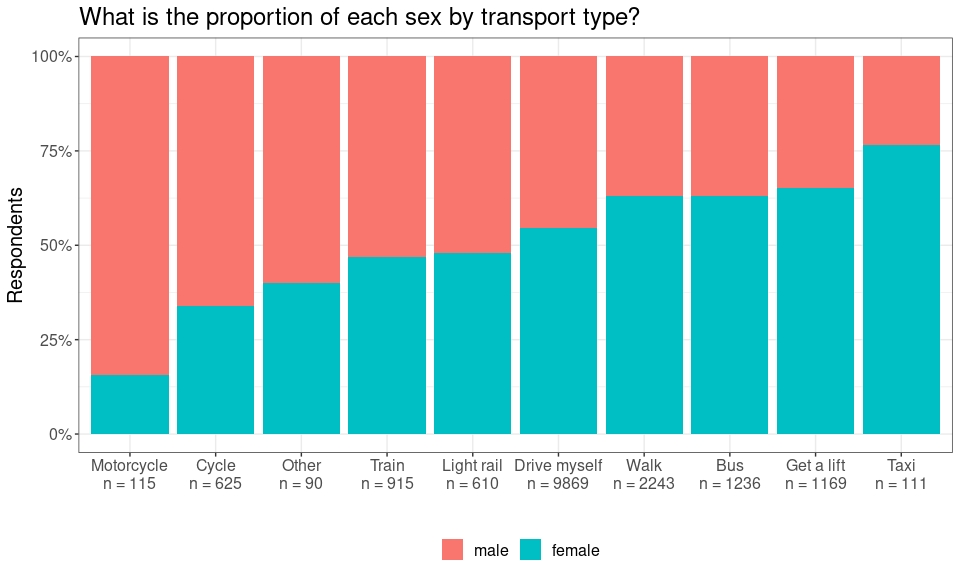 What is the proportion of each sex by transport type?
Respondents
100%
75%
50%
25%
0%
Motorcycle Cycle Other Train Light rail Drive myself Walk Bus Get a lift Taxi
n = 115 n = 625 n = 90 n = 915 n = 610 n = 9869 n = 2243 n = 1236 n = 1169 n = 111
male female